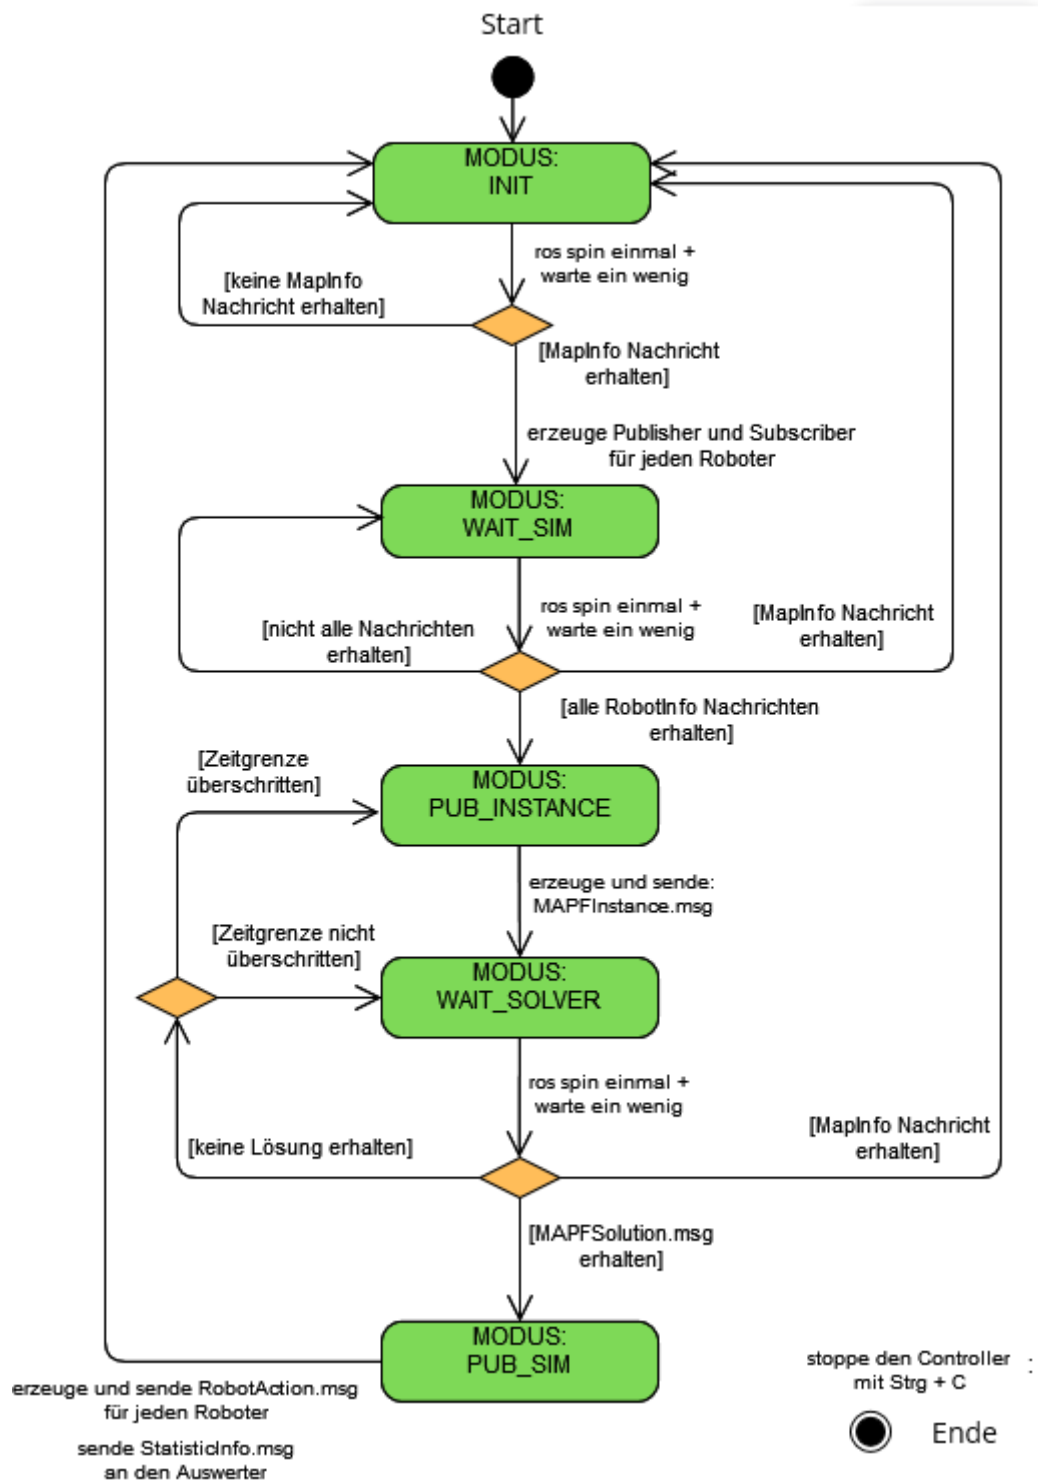 Start
MODUS:
INIT
ros spin einmal +
warte ein wenig
[keine MapInfo
Nachricht erhalten]
[MapInfo Nachricht
erhalten]
erzeuge Publisher und Subscriber
für jeden Roboter
MODUS:
WAIT_SIM
ros spin einmal +
warte ein wenig
[nicht alle Nachrichten
erhalten]
[MapInfo Nachricht
erhalten]
[alle RobotInfo Nachrichten
erhalten]
[Zeitgrenze
überschritten]
MODUS:
PUB_INSTANCE
erzeuge und sende:
MAPFInstance.msg
[Zeitgrenze nicht
überschritten]
MODUS:
WAIT_SOLVER
ros spin einmal +
warte ein wenig
[keine Lösung erhalten]
[MapInfo Nachricht
erhalten]
[MAPFSolution.msg
erhalten]
MODUS:
PUB_SIM
erzeuge und sende RobotAction.msg
für jeden Roboter
sende StatisticInfo.msg
an den Auswerter
stoppe den Controller :
mit Strg + C
Ende